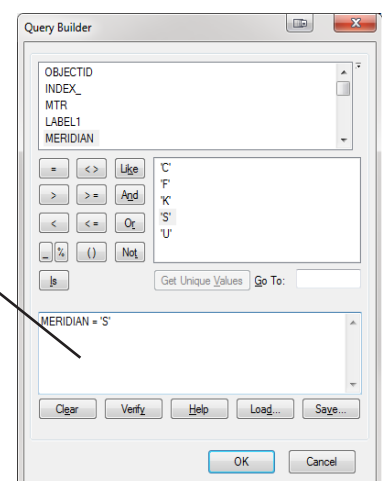 Query Builder
OBJECTID
INDEX_
MTR
LABEL1
MERIDIAN
= <> Like
> >= And
< <= Or
_ % () Not
Is
'C'
'F'
'K'
'S'
'U'
Get Unique Values Go To:
MERIDIAN = 'S'
Clear Verify Help Load... Save...
OK Cancel